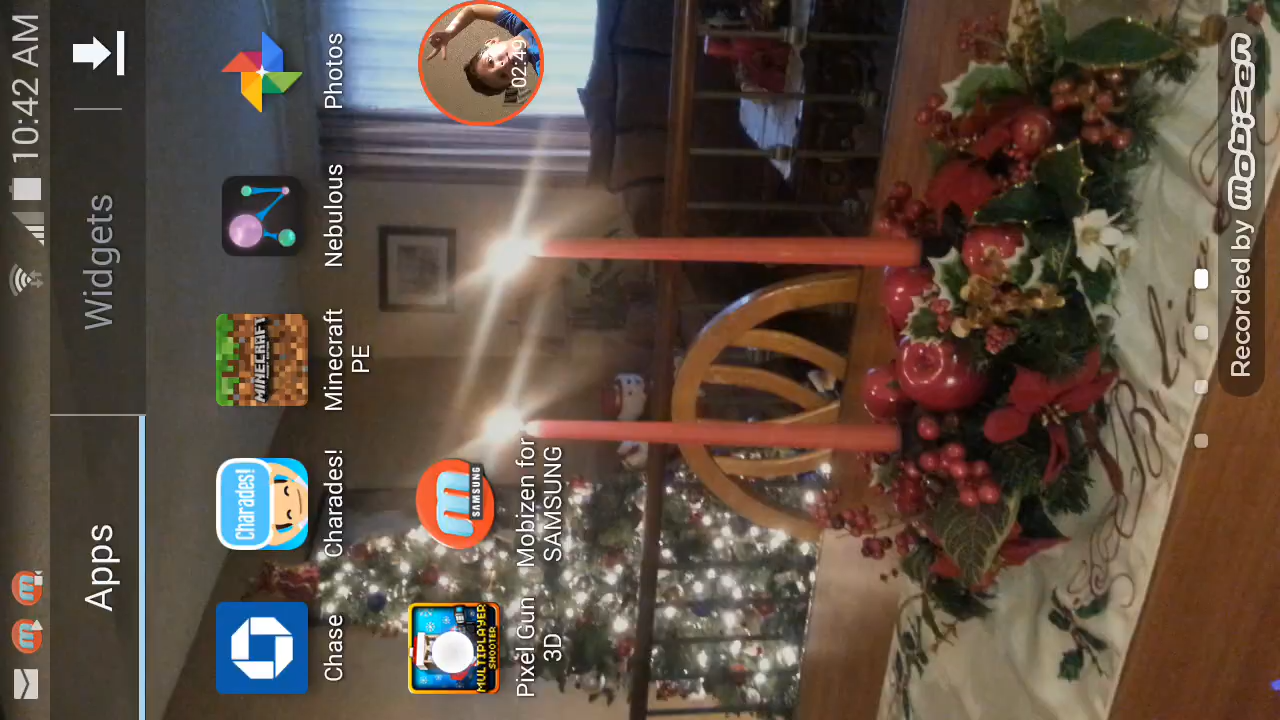 10:42 AM
Apps
Widgets
Chase
Charades!
Charades!
MINECRAFT
Minecraft
PE
Nebulous
Photos
MULTIPLAYER
SHOOTER
Pixel Gun
3D
m
SAMSUNG
Mobizen for
SAMSUNG
02:49
Recorded by mobizen